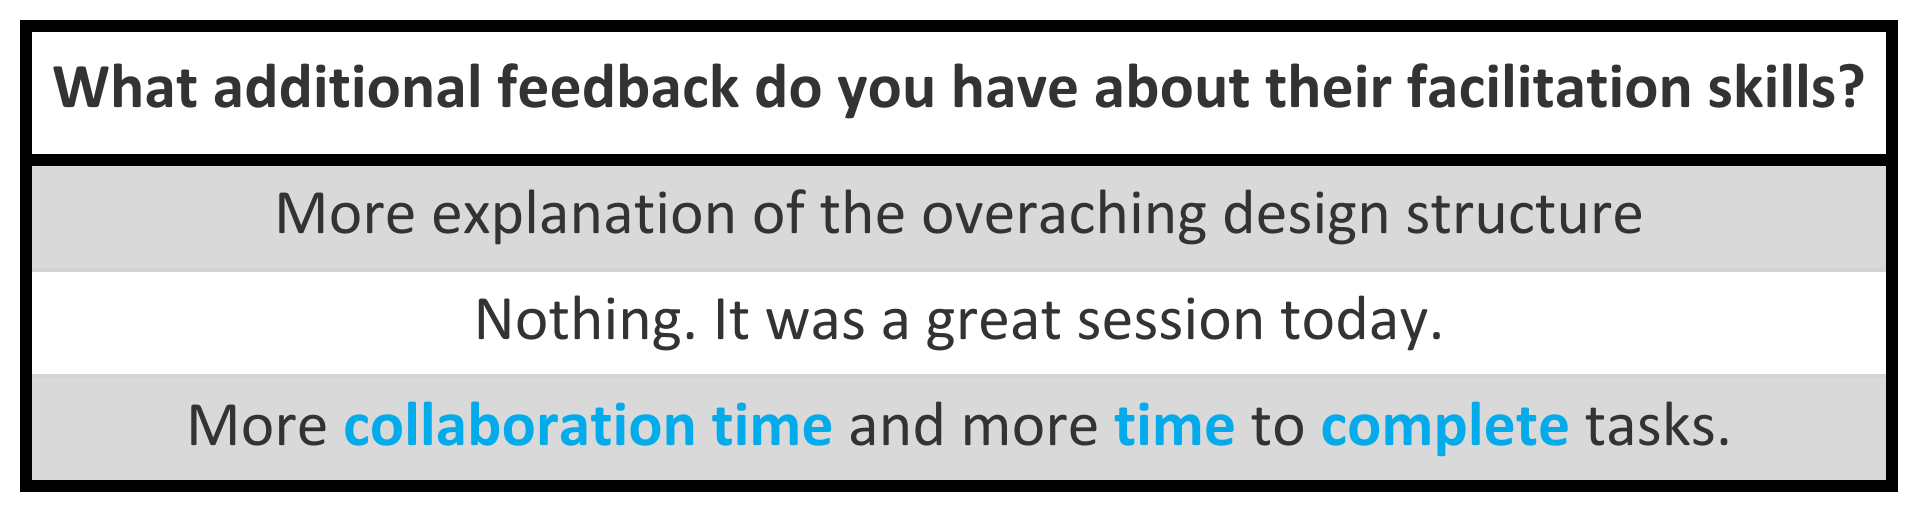 What additional feedback do you have about their facilitation skills?
More explanation of the overaching design structure
Nothing. It was a great session today.
More collaboration time and more time to complete tasks.